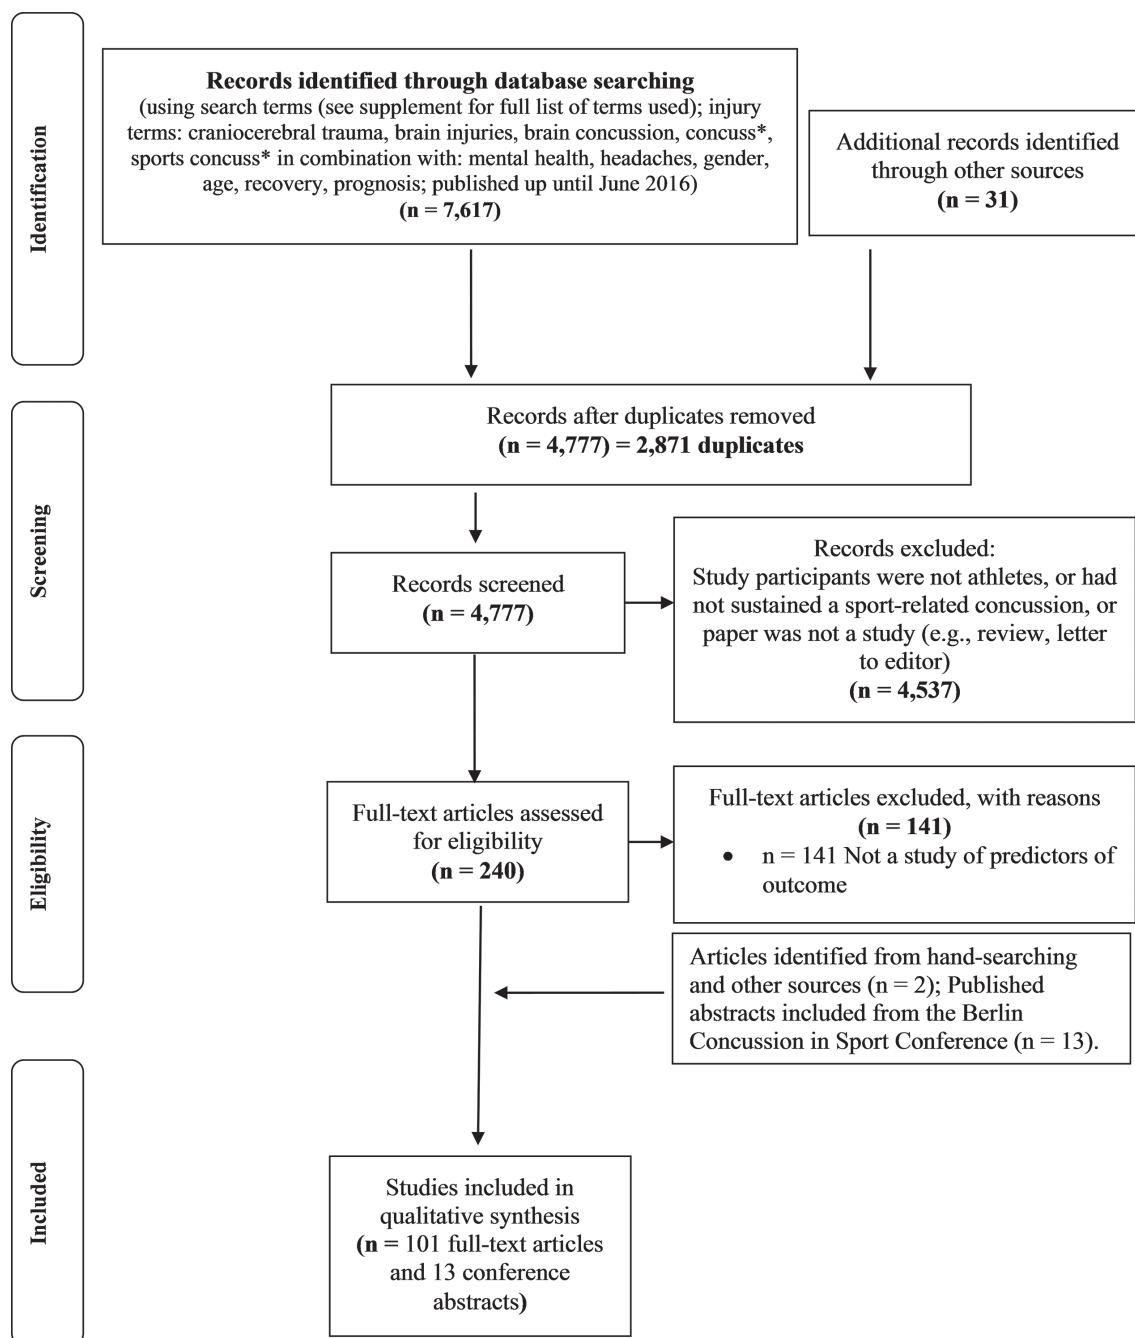 Identification
Records identified through database searching
(using search terms (see supplement for full list of terms used); injury
terms: craniocerebral trauma, brain injuries, brain concussion, concuss*,
sports concuss* in combination with: mental health, headaches, gender,
age, recovery, prognosis; published up until June 2016)
(n = 7,617)
Additional records identified
through other sources
(n = 31)
Screening
Records after duplicates removed
(n = 4,777) = 2,871 duplicates
Records screened
(n = 4,777)
Records excluded:
Study participants were not athletes, or had
not sustained a sport-related concussion, or
paper was not a study (e.g., review, letter
to editor)
(n = 4,537)
Eligibility
Full-text articles assessed
for eligibility
(n = 240)
Full-text articles excluded, with reasons
(n = 141)
• n = 141 Not a study of predictors of
outcome
Articles identified from hand-searching
and other sources (n = 2); Published
abstracts included from the Berlin
Concussion in Sport Conference (n = 13).
Included
Studies included in
qualitative synthesis
(n = 101 full-text articles
and 13 conference
abstracts)